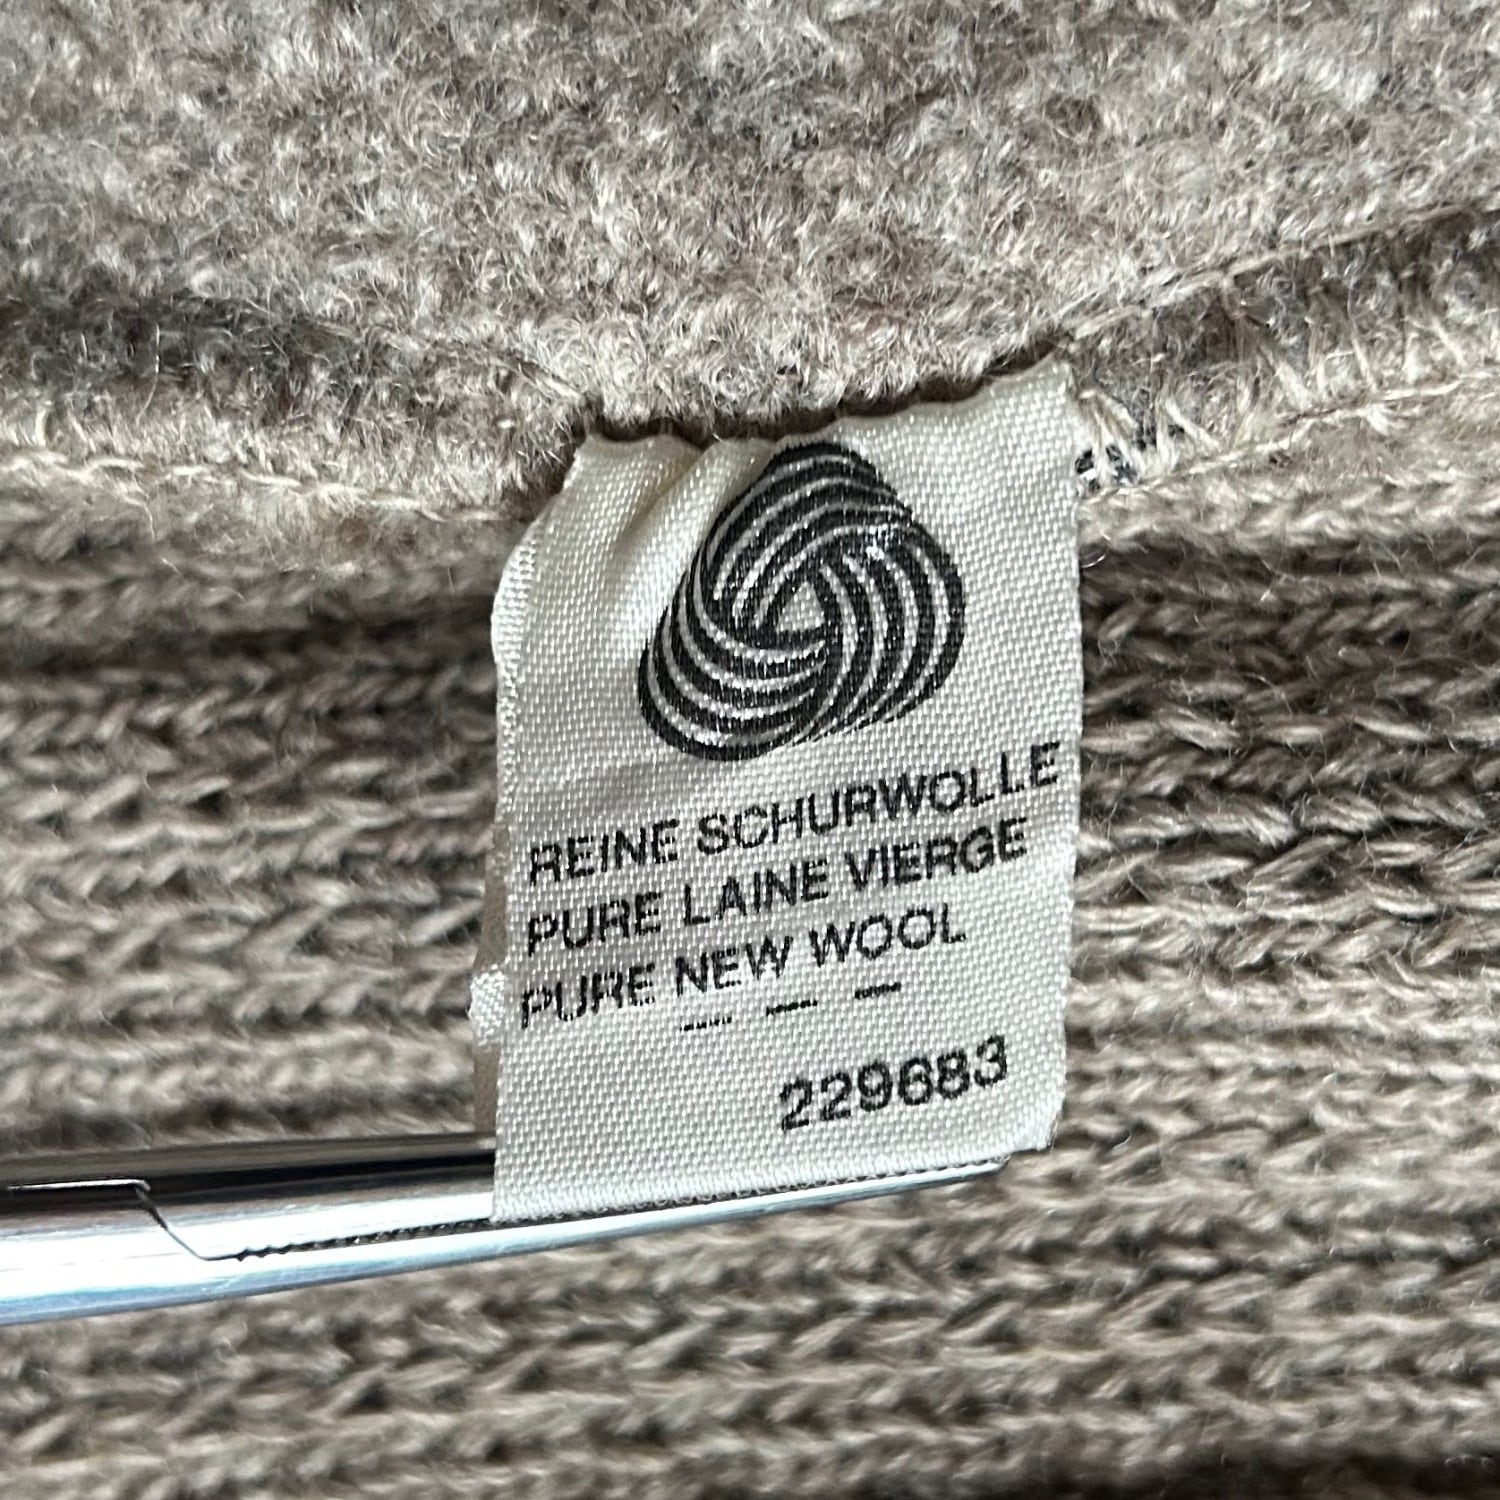 REINE SCHURWOLLE
PURE LAINE VIERGE
PURE NEW WOOL
229683